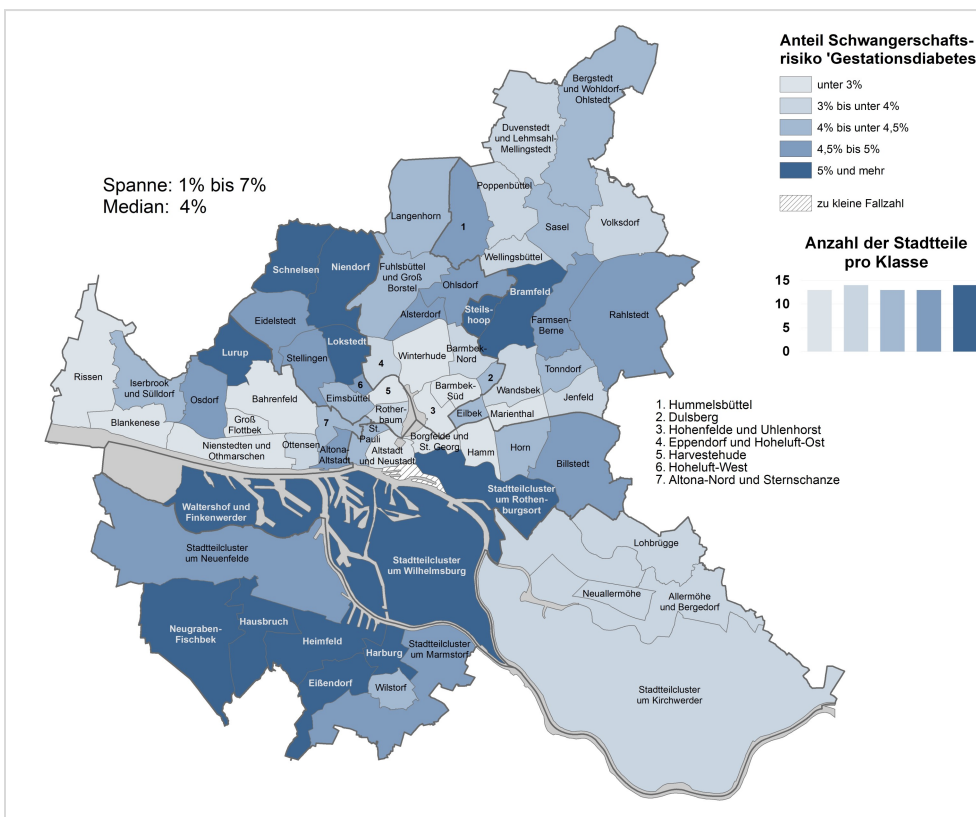 Anteil Schwangerschafts-
risiko 'Gestationsdiabetes
unter 3%
3% bis unter 4%
4% bis unter 4,5%
4,5% bis 5%
5% und mehr
zu kleine Fallzahl
Spanne: 1% bis 7%
Median: 4%
Anzahl der Stadtteile
pro Klasse
15
10
5
0
1. Hummelsbüttel
2. Dulsberg
3. Hohenfelde und Uhlenhorst
4. Eppendorf und Hoheluft-Ost
5. Harvestehude
6. Hoheluft-West
7. Altona-Nord und Sternschanze
Bergstedt
und Wohldorf-
Ohlstedt
Duvenstedt
und Lehmsahl-
Mellingstedt
Poppenbüttel
Langenhorn
1
Sasel
Volksdorf
Wellingsbüttel
Schnelsen
Niendorf
Fuhlsbüttel
und Groß
Borstel
Ohlsdorf
Bramfeld
Steils-
hoop
Alsterdorf
Farmsen-
Berne
Rahlstedt
Eidelstedt
Lokstedt
Lurup
Stellingen
4
Winterhude
Barmbek-
Nord
Tonndorf
Rissen
Iserbrook
und Sülldorf
Osdorf
Bahrenfeld
6
Eimsbüttel
5
Barmbek-
Süd
2
Wandsbek
Jenfeld
Blankenese
Groß
Flottbek
7
Rother-
baum
3
Eilbek
Marienthal
Nienstedten und
Othmarschen
Ottensen
Altona-
Altstadt
St.
Pauli
Altstadt
und Neustadt
Borgfelde und
St. Georg
Hamm
Horn
Billstedt
Waltershof und
Finkenwerder
Stadtteilcluster
um Rothen-
burgsort
Stadtteilcluster
um Neuenfelde
Stadtteilcluster
um Wilhelmsburg
Lohbrügge
Neuallermöhe
Allermöhe
und Bergedorf
Neugraben-
Fischbek
Hausbruch
Heimfeld
Harburg
Stadtteilcluster
um Marmstorf
Eißendorf
Wilstorf
Stadtteilcluster
um Kirchwerder